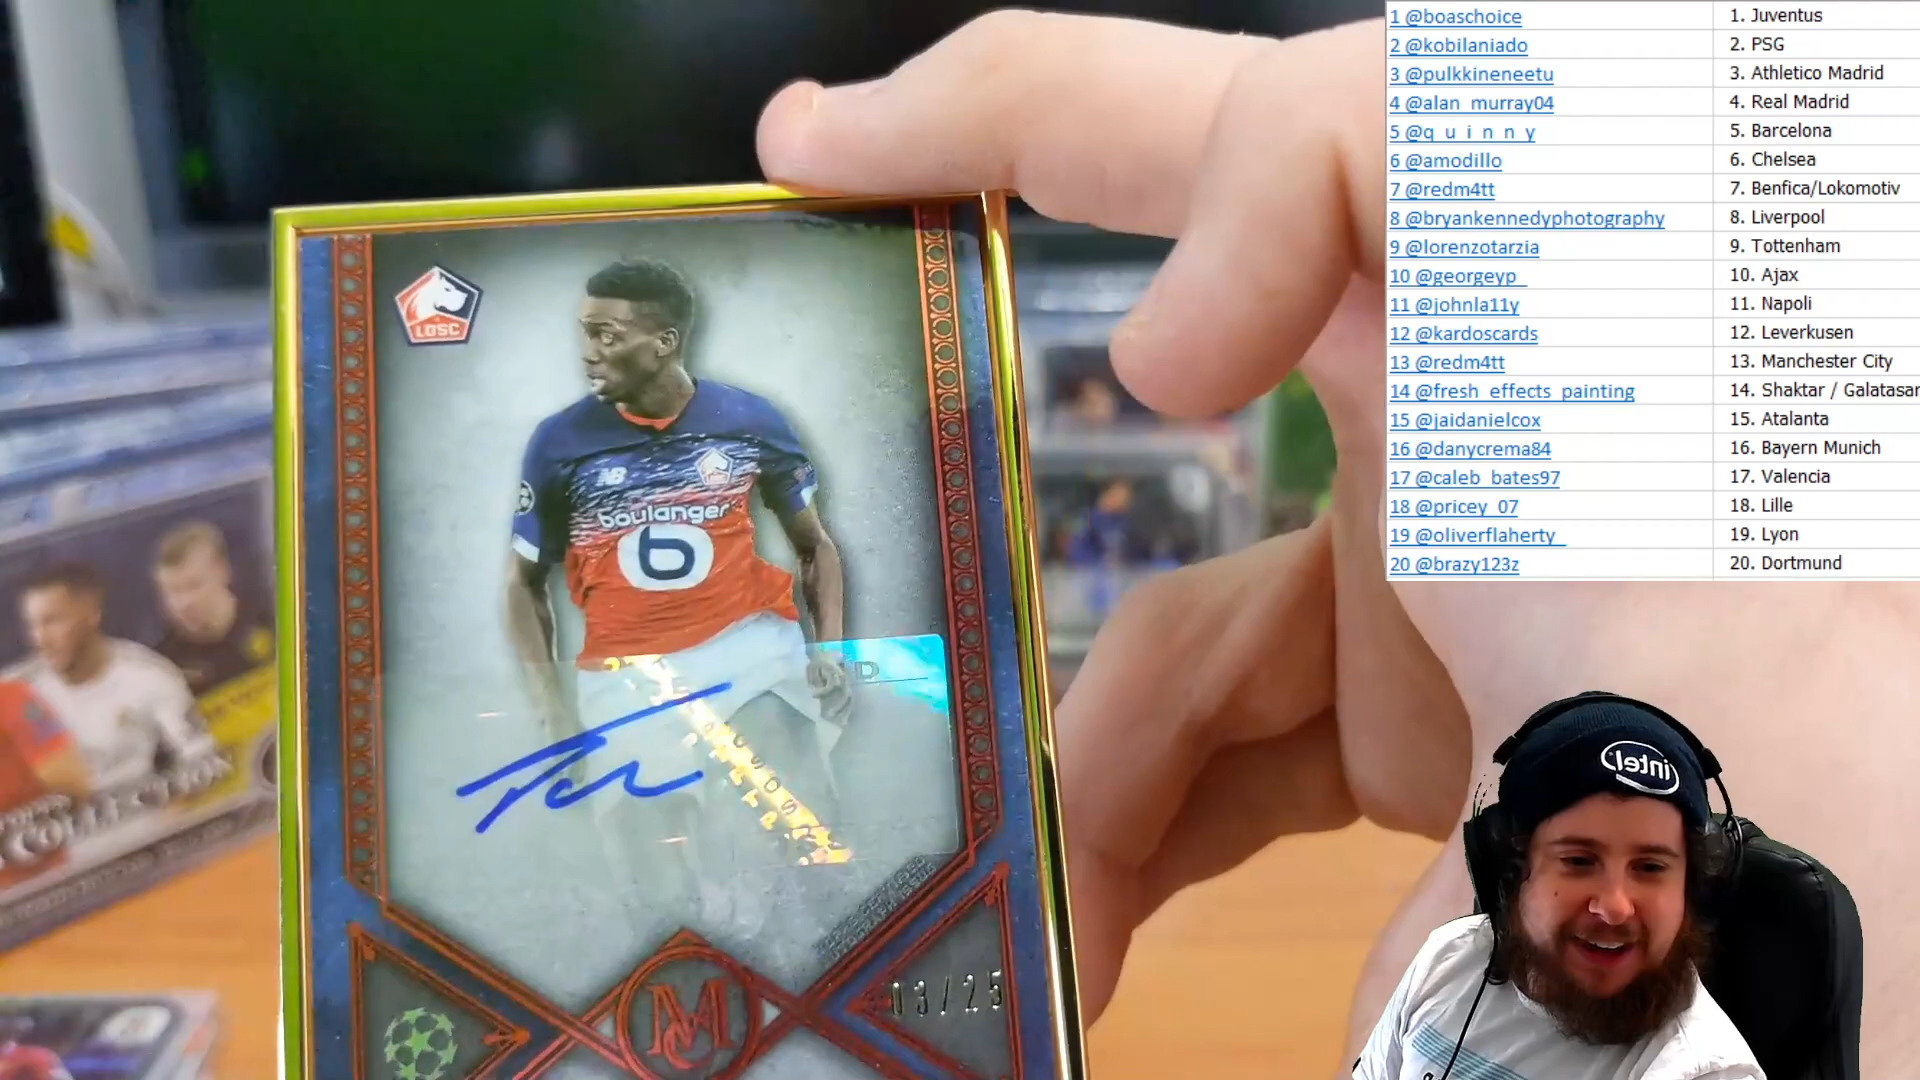 1 @boaschoice 1. Juventus
2 @kobilaniado 2. PSG
3 @pulkkineneetu 3. Athletico Madrid
4 @alan_murray04 4. Real Madrid
5 @q_u_i_n_n_y 5. Barcelona
6 @amodillo 6. Chelsea
7 @redm4tt 7. Benfica/Lokomotiv
8 @bryankennedyphotography 8. Liverpool
9 @lorenzotarzia 9. Tottenham
10 @georgeyp_ 10. Ajax
11 @johnla11y 11. Napoli
12 @kardoscards 12. Leverkusen
13 @redm4tt 13. Manchester City
14 @fresh_effects_painting 14. Shaktar / Galatasar
15 @jaidanielcox 15. Atalanta
16 @danycrema84 16. Bayern Munich
17 @caleb_bates97 17. Valencia
18 @pricey_07 18. Lille
19 @oliverflaherty_ 19. Lyon
20 @brazy123z 20. Dortmund
LOSC
NB
LOSC
boulanger
b
COLLECTION
intel
MC
03/25